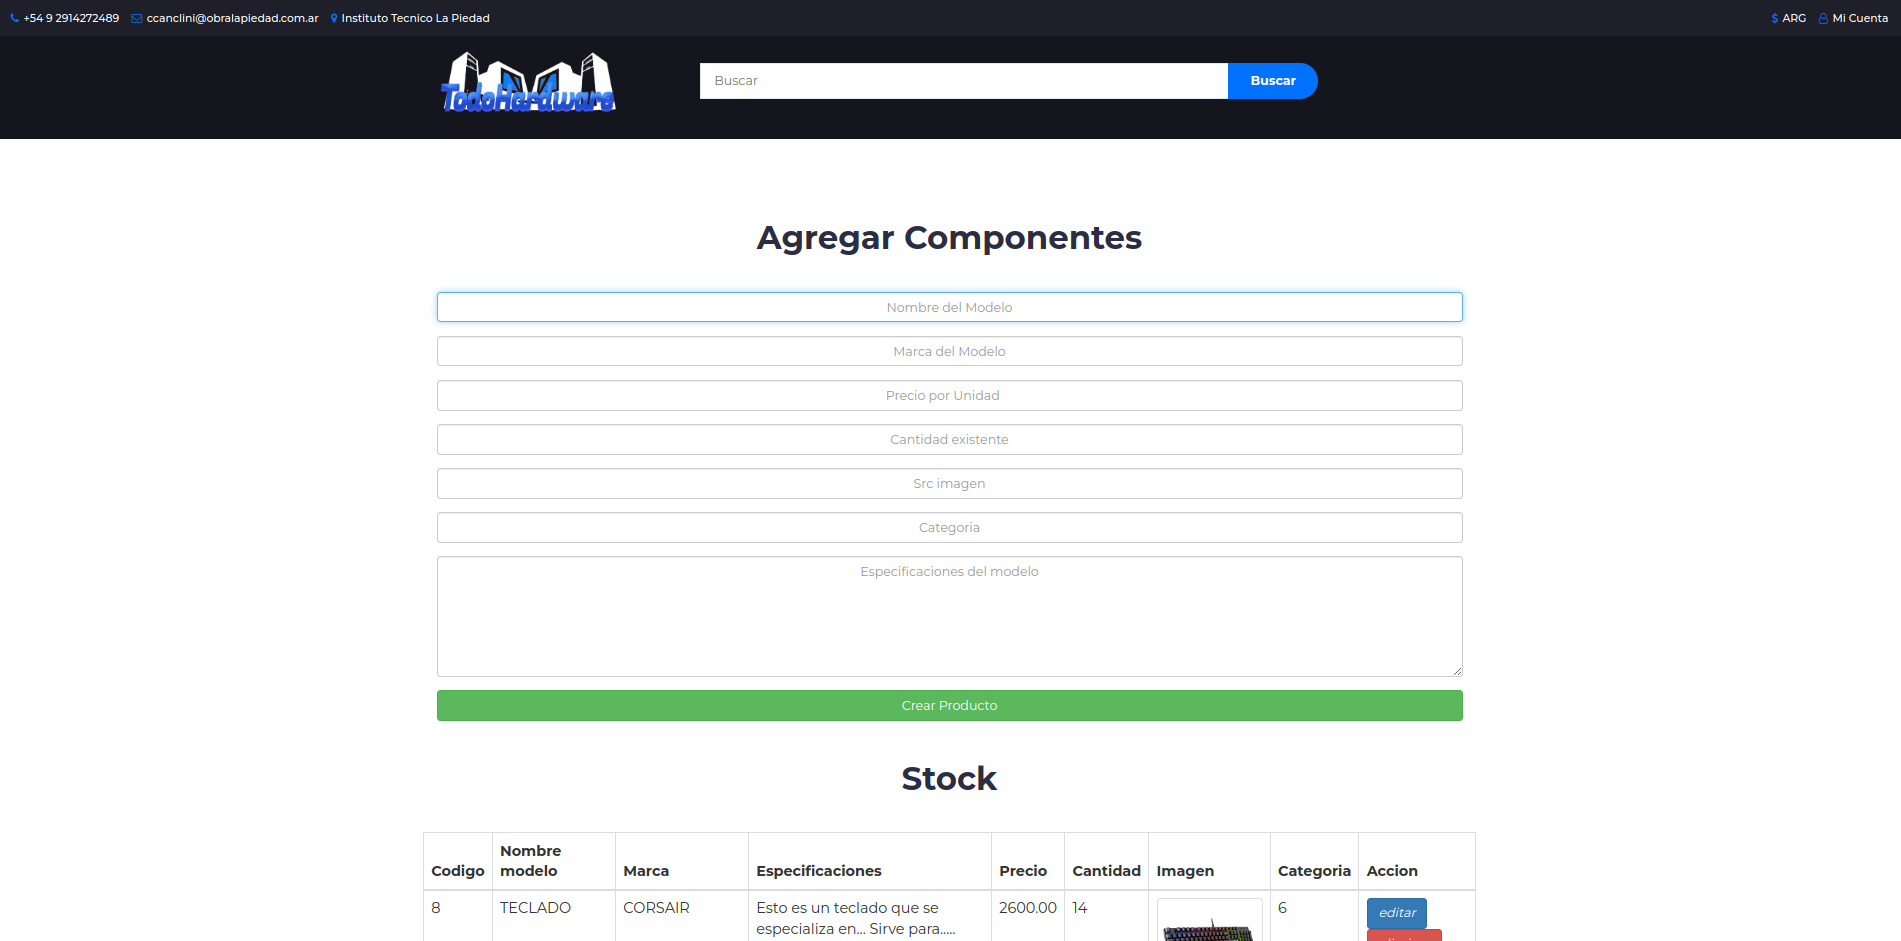 +54 9 2914272489 ccanclini@obralapiedad.com.ar Instituto Tecnico La Piedad
$ ARG Mi Cuenta
TodoHardware
Buscar
Buscar
Agregar Componentes
Nombre del Modelo
Marca del Modelo
Precio por Unidad
Cantidad existente
Src imagen
Categoria
Especificaciones del modelo
Crear Producto
Stock
Codigo Nombre modelo Marca Especificaciones Precio Cantidad Imagen Categoria Accion
8 TECLADO CORSAIR Esto es un teclado que se 2600.00 14 6 editar
especializa en... Sirve para.....